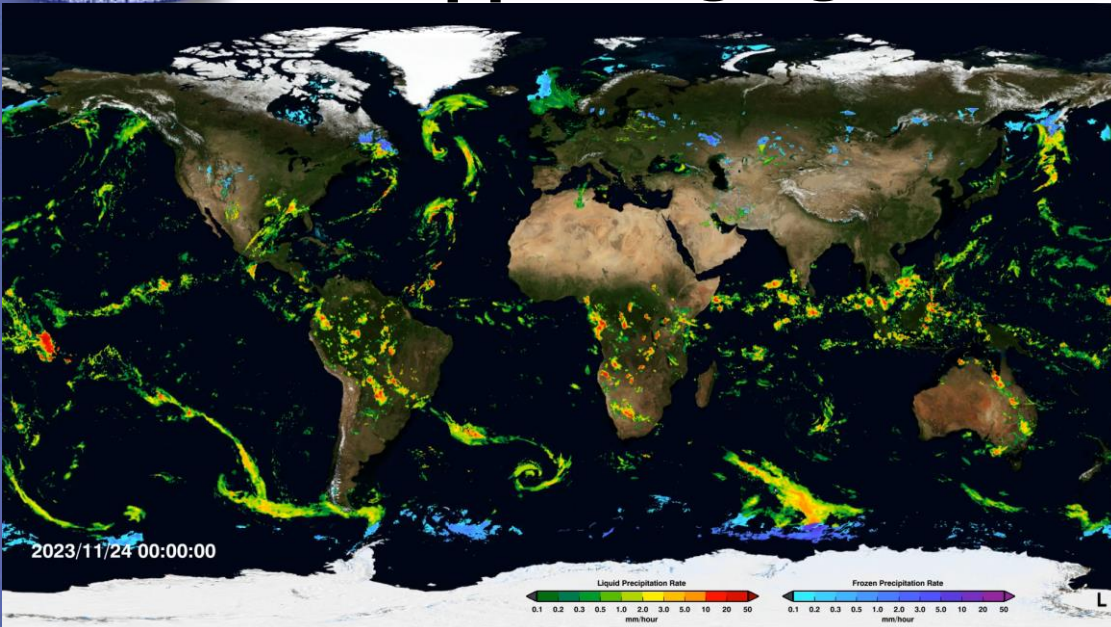 2023/11/24 00:00:00
Liquid Precipitation Rate
0.1 0.2 0.3 0.5 1.0 2.0 3.0 5.0 10 20 50
mm/hour
Frozen Precipitation Rate
0.1 0.2 0.3 0.5 1.0 2.0 3.0 5.0 10 20 50
mm/hour
L